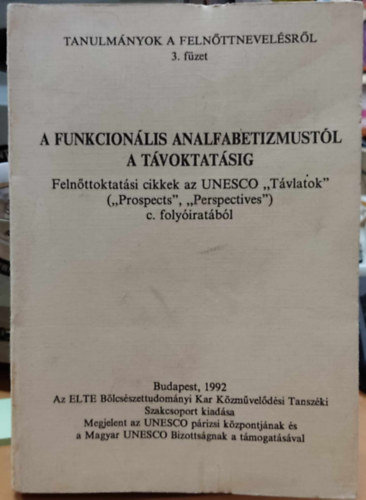 TANULMÁNYOK A FELNŐTTNEVELÉSRŐL
3. füzet
A FUNKCIONÁLIS ANALFABETIZMUSTÓL
A TÁVOKTATÁSIG
Felnőttoktatási cikkek az UNESCO „Távlatok”
(„Prospects”, „Perspectives”)
c. folyóiratából
Budapest, 1992
Az ELTE Bölcsészettudományi Kar Közművelődési Tanszéki
Szakcsoport kiadása
Megjelent az UNESCO párizsi központjának és
a Magyar UNESCO Bizottságnak a támogatásával